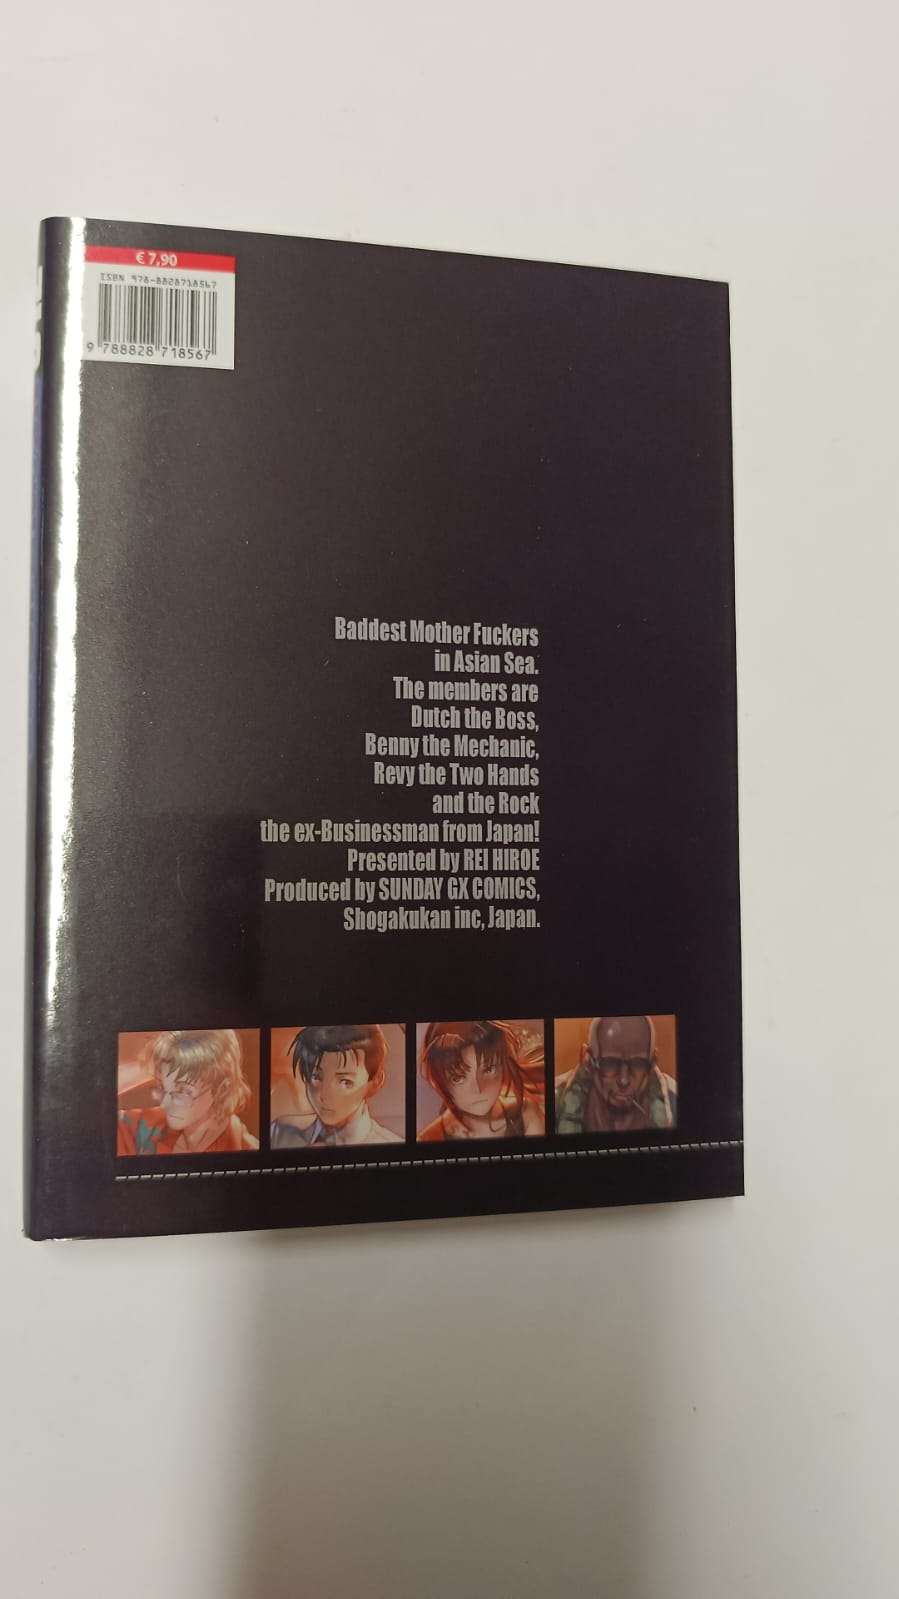 € 7,90
ISBN 978-8828718567
9 788828 718567
Baddest Mother Fuckers
in Asian Sea.
The members are
Dutch the Boss,
Benny the Mechanic,
Revy the Two Hands
and the Rock
the ex-Businessman from Japan!
Presented by REI HIROE
Produced by SUNDAY GX COMICS,
Shogakukan inc, Japan.